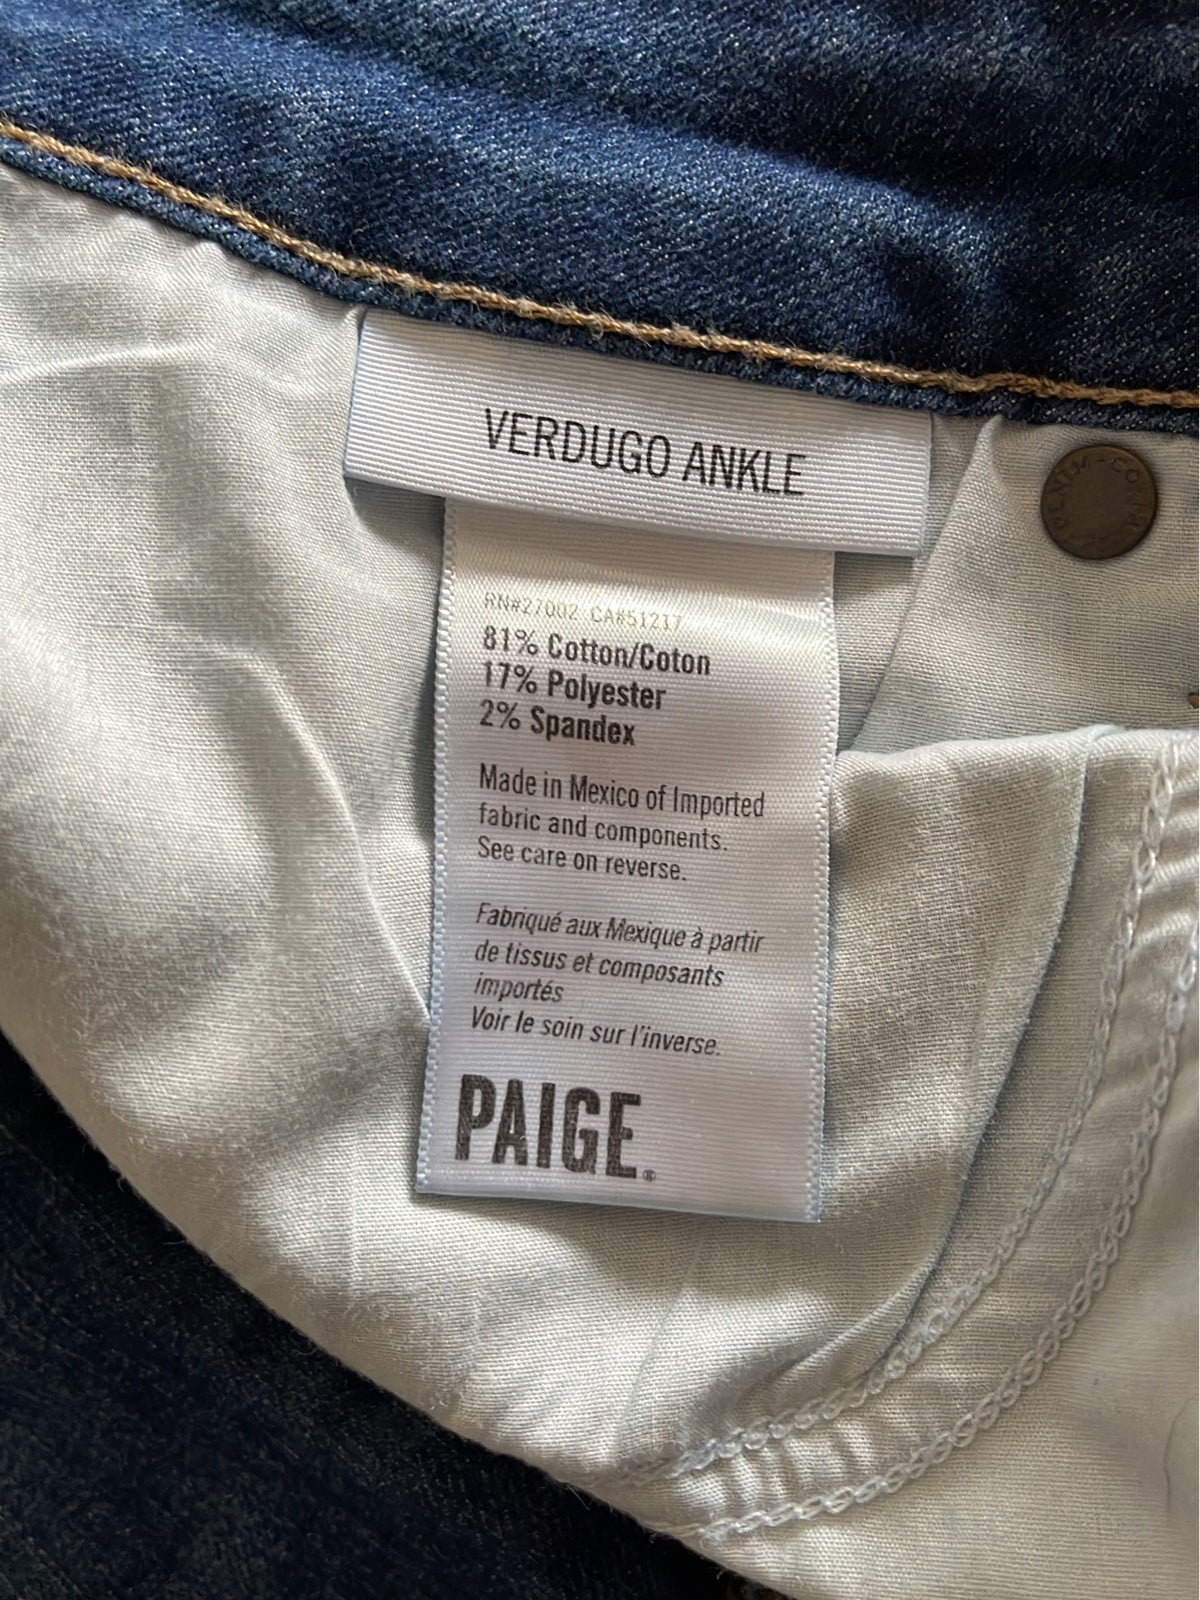 VERDUGO ANKLE
RN#27002 CA#51217
81% Cotton/Coton
17% Polyester
2% Spandex
Made in Mexico of Imported
fabric and components.
See care on reverse.
Fabriqué aux Mexique à partir
de tissus et composants
importés
Voir le soin sur l'inverse.
PAIGE®